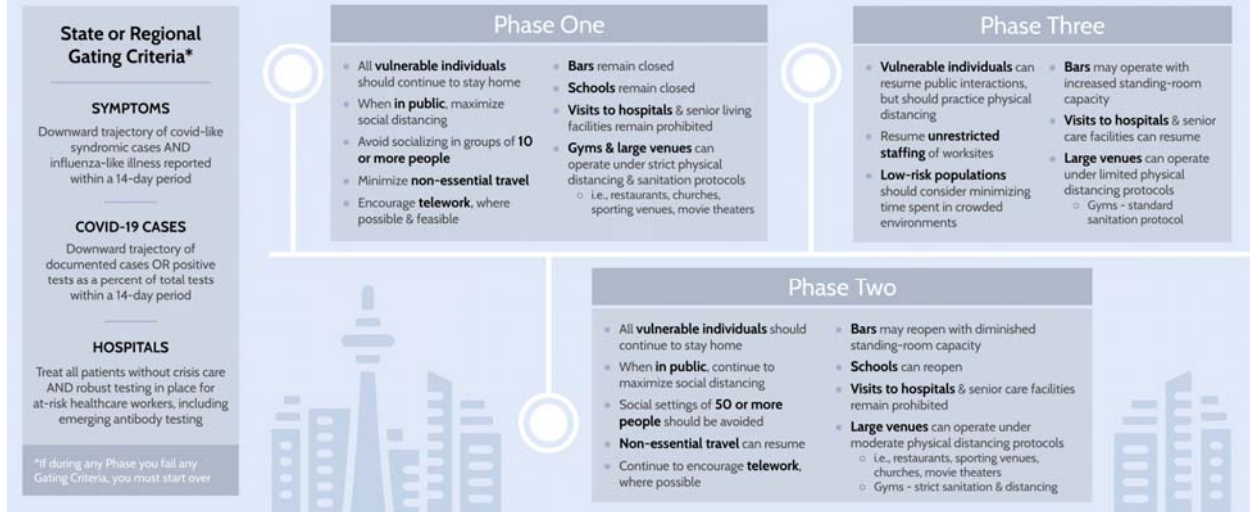 State or Regional
Gating Criteria*
SYMPTOMS
Downward trajectory of covid-like
syndromic cases AND
influenza-like illness reported
within a 14-day period
COVID-19 CASES
Downward trajectory of
documented cases OR positive
tests as a percent of total tests
within a 14-day period
HOSPITALS
Treat all patients without crisis care
AND robust testing in place for
at-risk healthcare workers, including
emerging antibody testing
*If during any Phase you fail any
Gating Criteria, you must start over
Phase One
All vulnerable individuals
should continue to stay home
When in public, maximize
social distancing
Avoid socializing in groups of 10
or more people
Minimize non-essential travel
Encourage telework, where
possible & feasible
Bars remain closed
Schools remain closed
Visits to hospitals & senior living
facilities remain prohibited
Gyms & large venues can
operate under strict physical
distancing & sanitation protocols
i.e., restaurants, churches,
sporting venues, movie theaters
Phase Two
All vulnerable individuals should
continue to stay home
When in public, continue to
maximize social distancing
Social settings of 50 or more
people should be avoided
Non-essential travel can resume
Continue to encourage telework,
where possible
Bars may reopen with diminished
standing-room capacity
Schools can reopen
Visits to hospitals & senior care facilities
remain prohibited
Large venues can operate under
moderate physical distancing protocols
i.e., restaurants, sporting venues,
churches, movie theaters
Gyms - strict sanitation & distancing
Phase Three
Vulnerable individuals can
resume public interactions,
but should practice physical
distancing
Resume unrestricted
staffing of worksites
Low-risk populations
should consider minimizing
time spent in crowded
environments
Bars may operate with
increased standing-room
capacity
Visits to hospitals & senior
care facilities can resume
Large venues can operate
under limited physical
distancing protocols
Gyms - standard
sanitation protocol